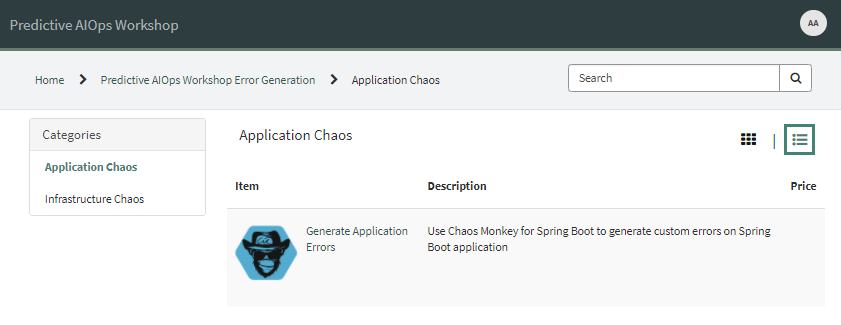 Predictive AIOps Workshop
AA
Home
Predictive AIOps Workshop Error Generation
Application Chaos
Search
Categories
Application Chaos
Infrastructure Chaos
Application Chaos
Item
Description
Price
Generate Application
Errors
Use Chaos Monkey for Spring Boot to generate custom errors on Spring
Boot application